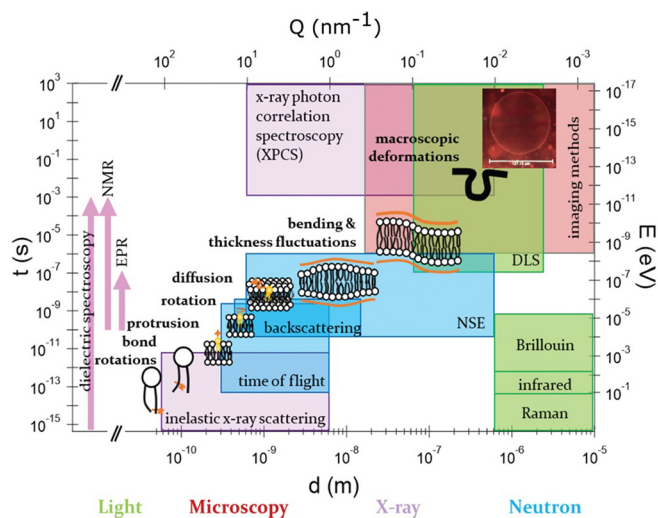 Q (nm⁻¹)
10² 10¹ 10⁰ 10⁻¹ 10⁻² 10⁻³
10³
10¹
10⁻¹
10⁻³
10⁻⁵
10⁻⁷
10⁻⁹
10⁻¹¹
10⁻¹³
10⁻¹⁵
t (s)
10⁻¹⁷
10⁻¹⁵
10⁻¹³
10⁻¹¹
10⁻⁹
10⁻⁷
10⁻⁵
10⁻³
10⁻¹
E (eV)
dielectric spectroscopy
NMR
EPR
x-ray photon
correlation
spectroscopy
(XPCS)
macroscopic
deformations
imaging methods
bending &
thickness fluctuations
DLS
diffusion
rotation
protrusion
bond
rotations
backscattering
NSE
time of flight
inelastic x-ray scattering
Brillouin
infrared
Raman
10⁻¹⁰ 10⁻⁹ 10⁻⁸ 10⁻⁷ 10⁻⁶ 10⁻⁵
d (m)
Light Microscopy X-ray Neutron